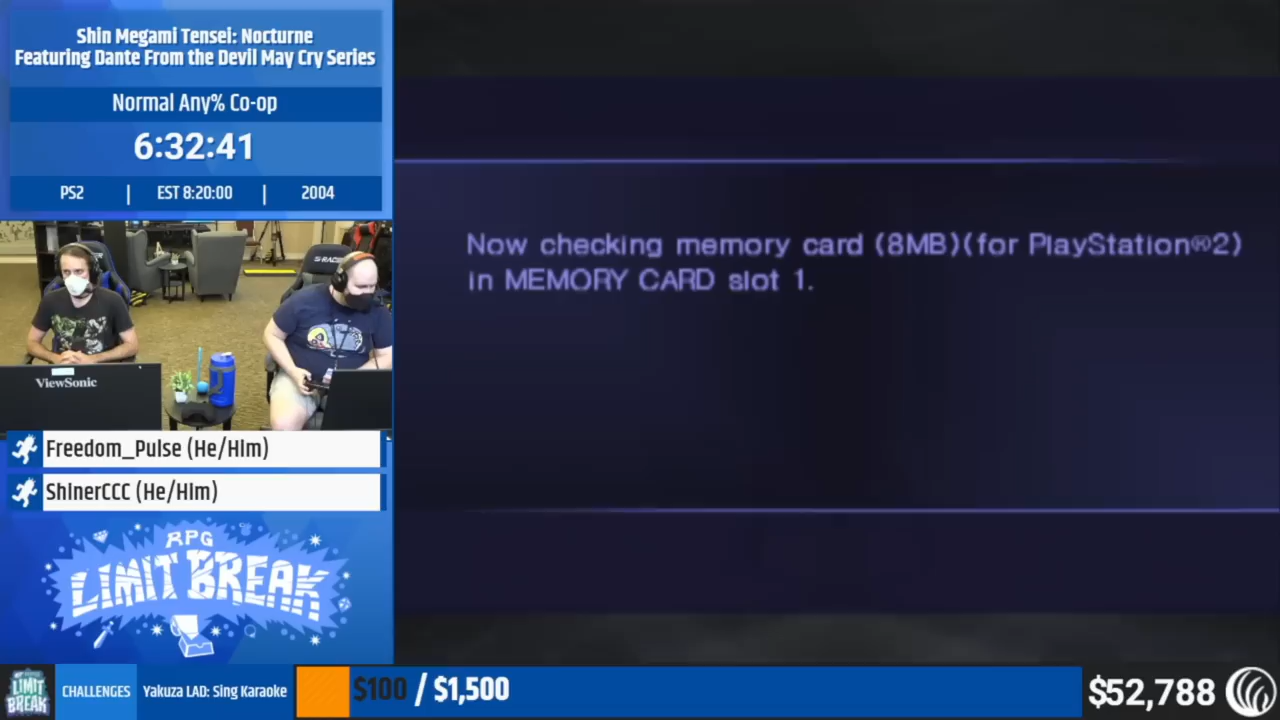 Shin Megami Tensei: Nocturne
Featuring Dante From the Devil May Cry Series
Normal Any% Co-op
6:32:41
PS2 | EST 8:20:00 | 2004
Now checking memory card (8MB)(for PlayStation®2)
in MEMORY CARD slot 1.
ViewSonic
Freedom_Pulse (He/Him)
ShinerCCC (He/Him)
RPG
LIMIT BREAK
LIMIT
BREAK
CHALLENGES
Yakuza LAD: Sing Karaoke
$100 / $1,500
$52,788